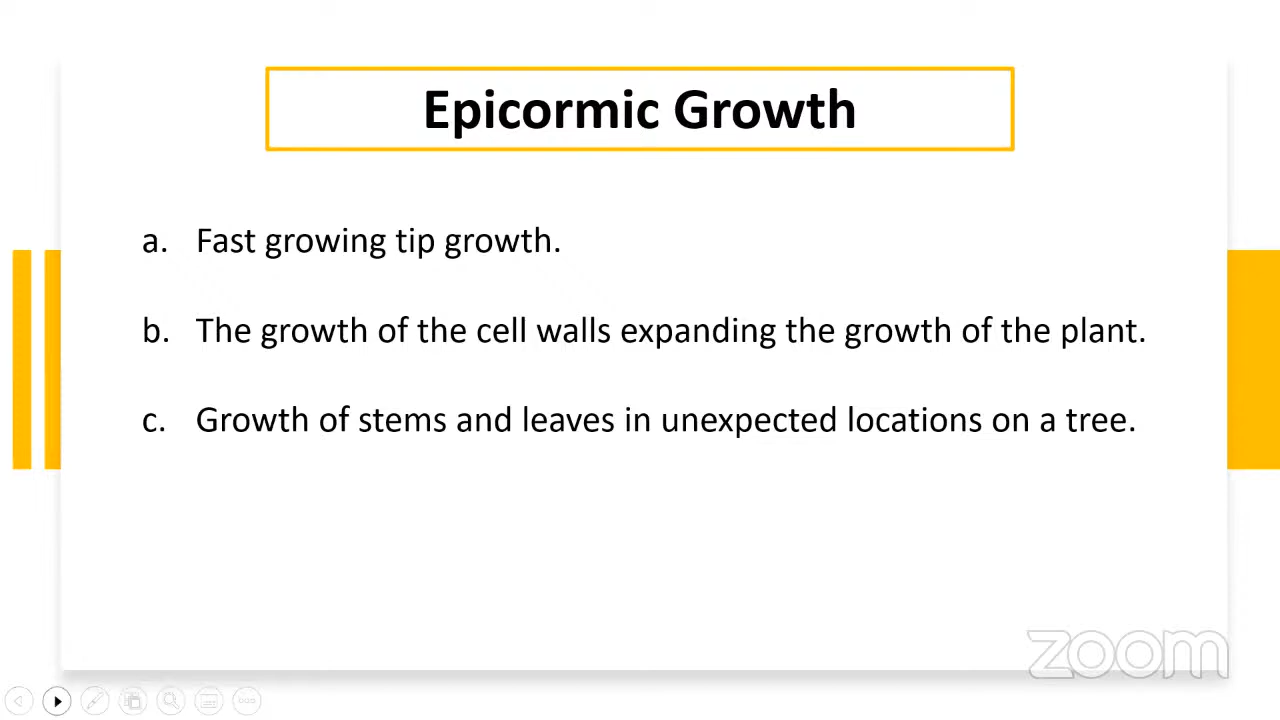 Epicormic Growth
a. Fast growing tip growth.
b. The growth of the cell walls expanding the growth of the plant.
c. Growth of stems and leaves in unexpected locations on a tree.
zoom